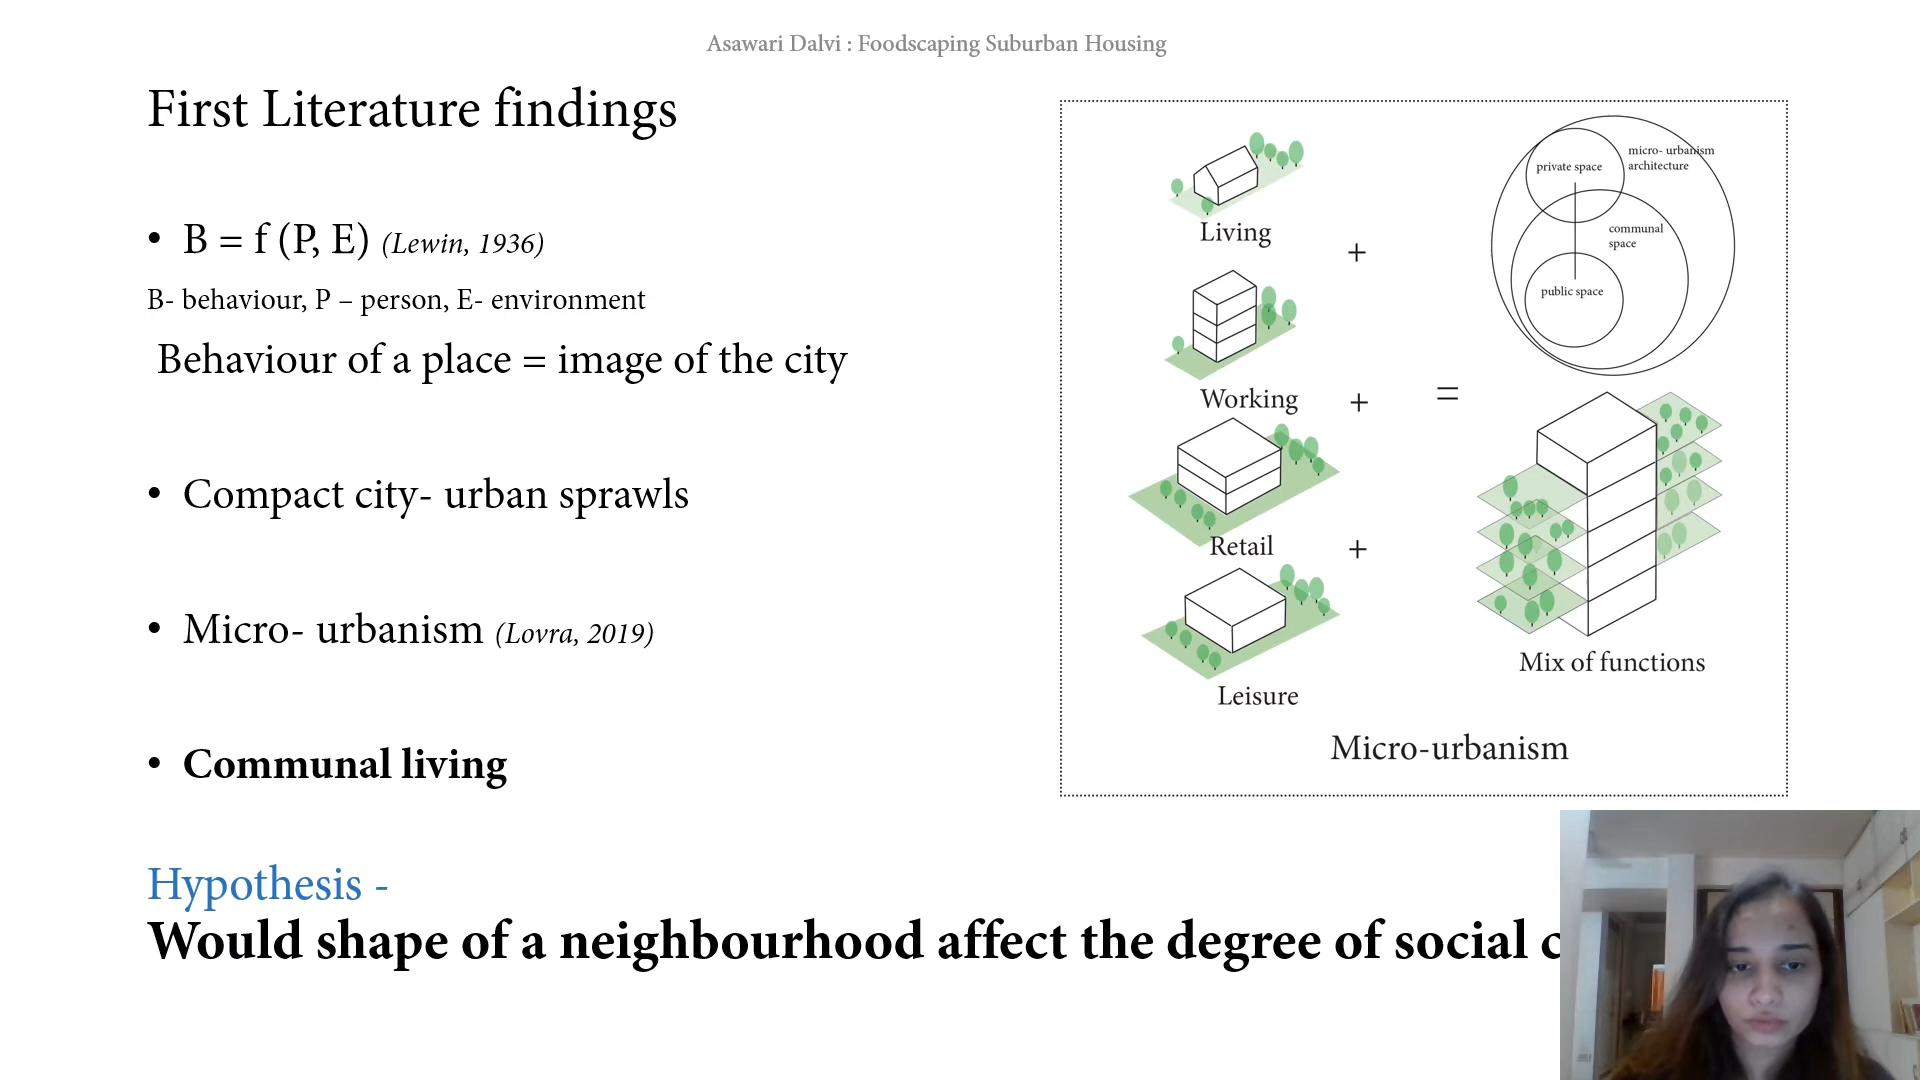 Asawari Dalvi : Foodscaping Suburban Housing
First Literature findings
• B = f (P, E) (Lewin, 1936)
B- behaviour, P – person, E- environment
Behaviour of a place = image of the city
• Compact city- urban sprawls
• Micro- urbanism (Lovra, 2019)
• Communal living
Hypothesis -
Would shape of a neighbourhood affect the degree of social
Living
+
Working
+
Retail
+
Leisure
=
private space
micro- urbanism
architecture
communal
space
public space
Mix of functions
Micro-urbanism